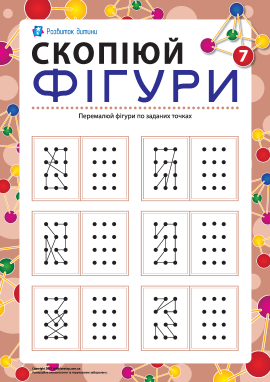 Розвиток дитини
СКОПІЮЙ
ФІГУРИ
7
Перемалюй фігури по заданих точках